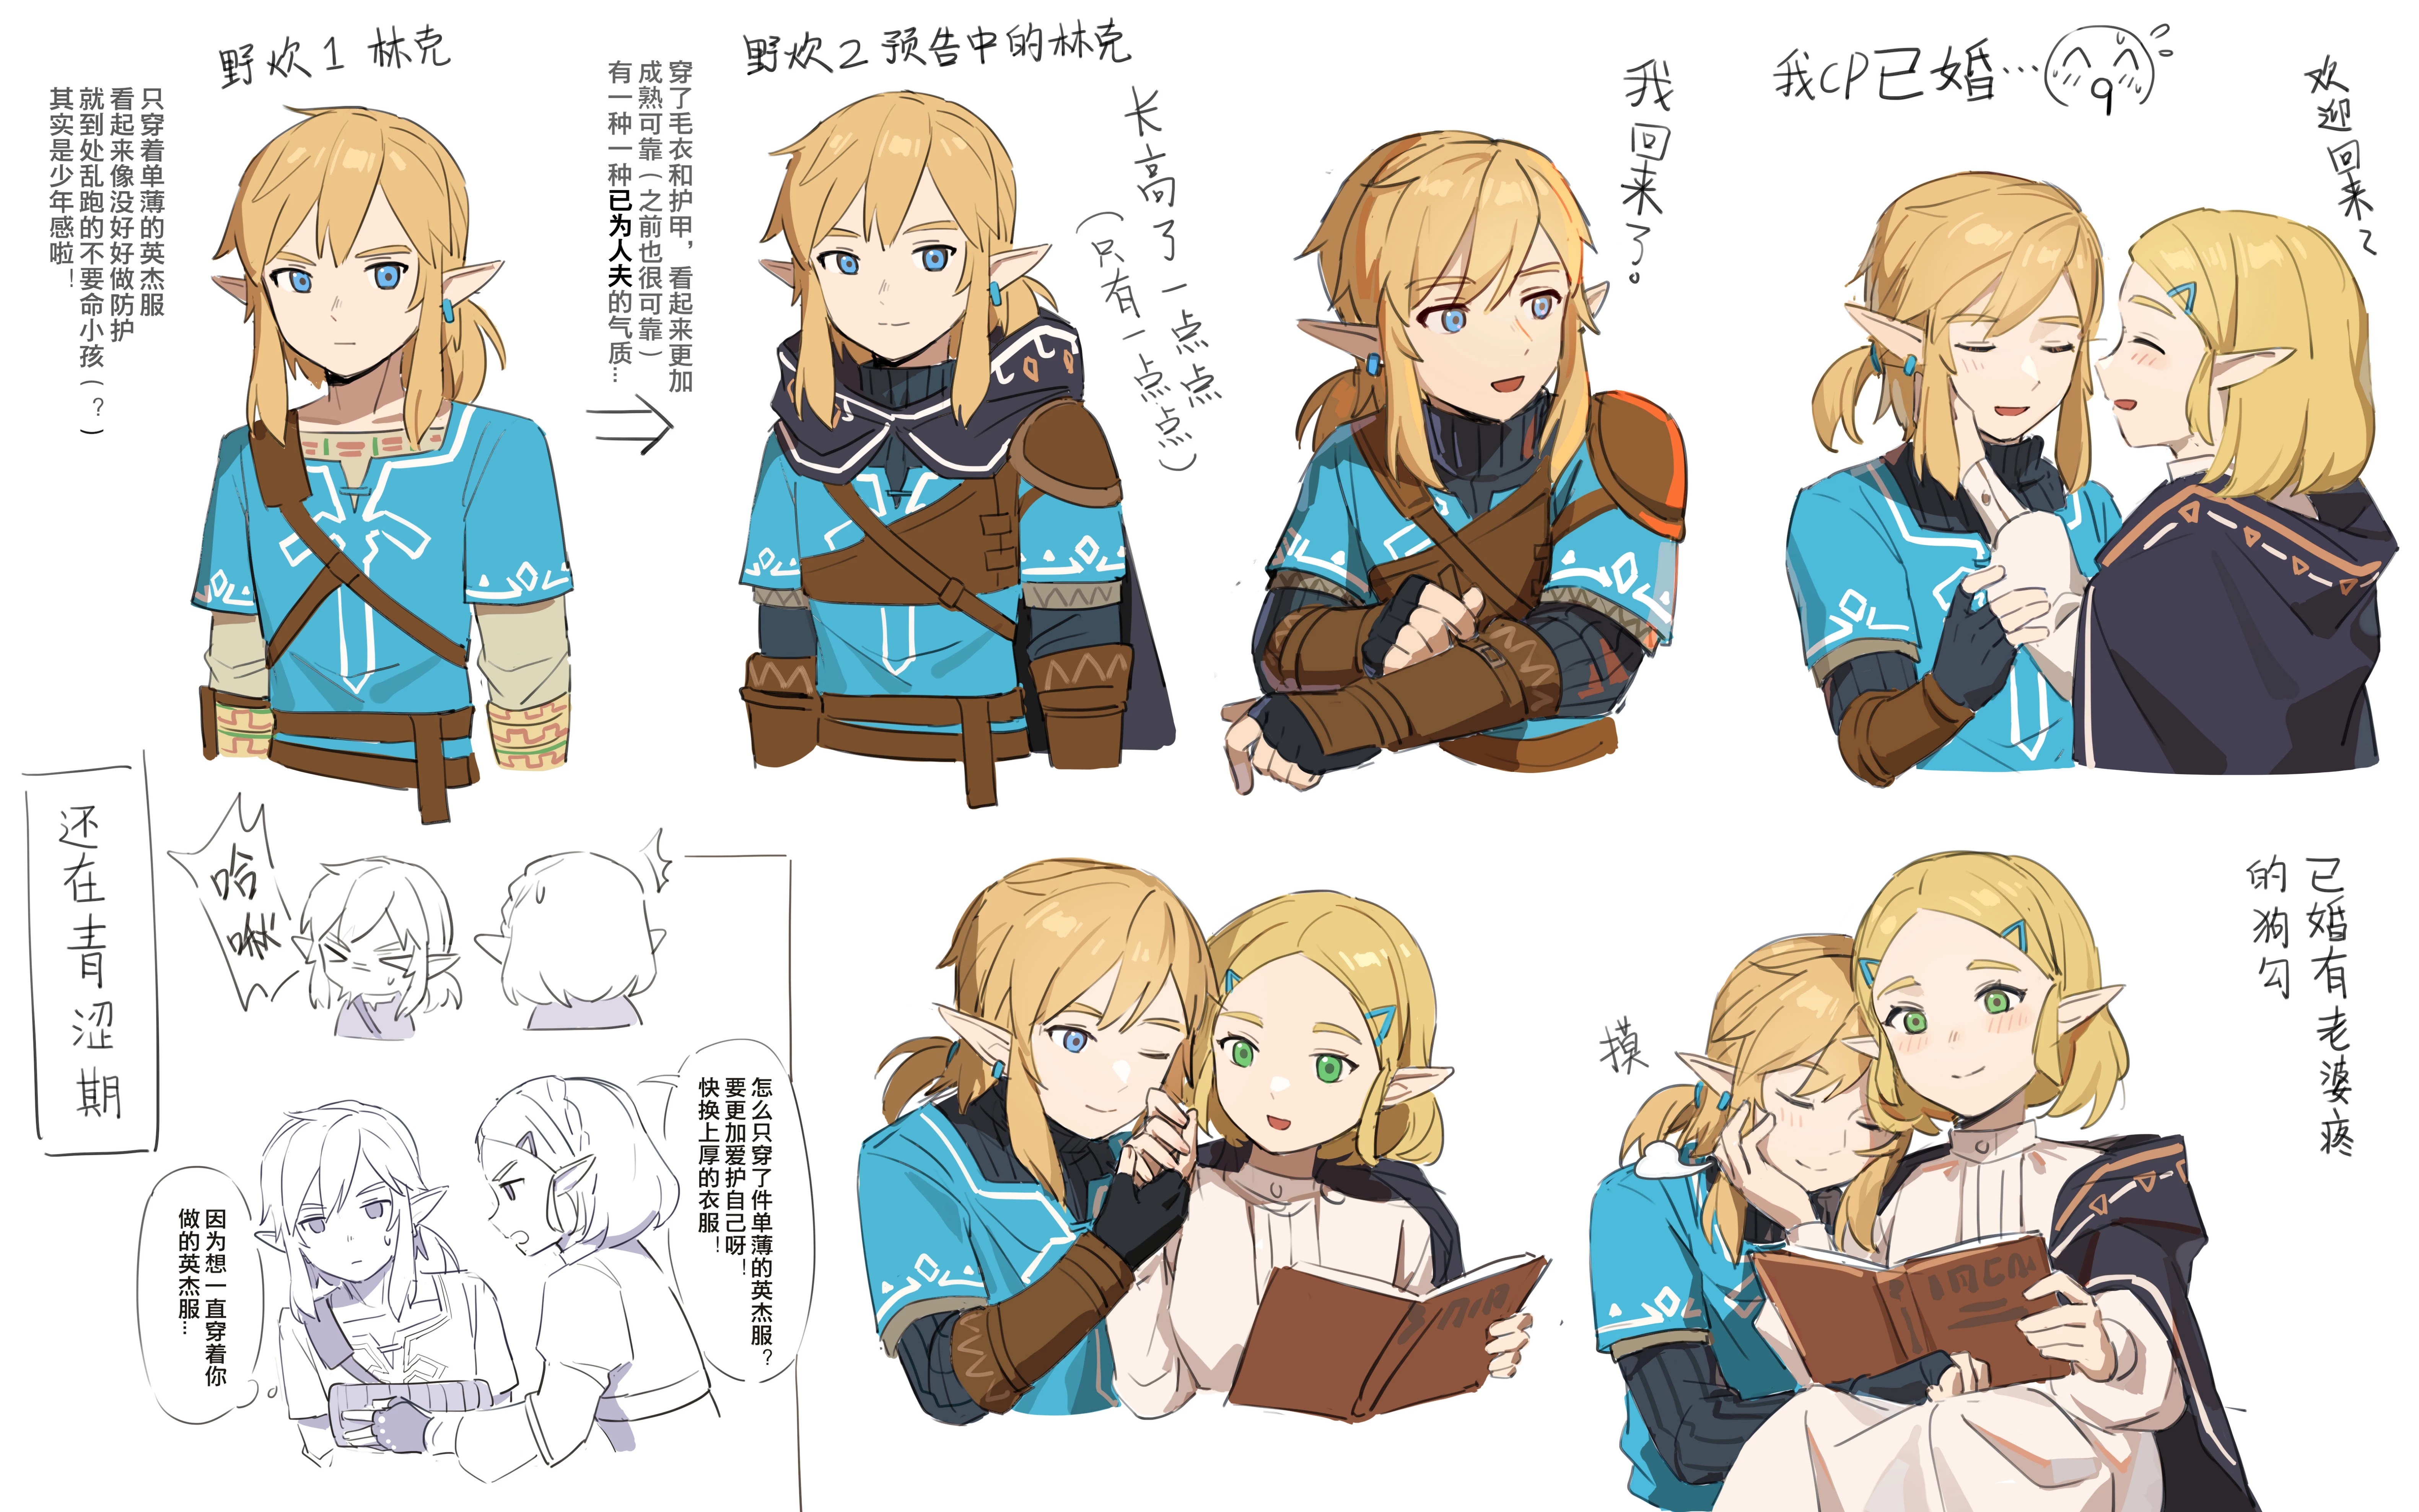 野炊1 林克
只穿着单薄的英杰服
看起来像没好好做防护
就到处乱跑的不要命小孩(?)
其实是少年感啦!
野炊2 预告中的林克
穿了毛衣和护甲，看起来更加
成熟可靠(之前也很可靠)
有一种一种已为人夫的气质…
长高了一点点
(只有一点点)
我回来了。
我CP已婚…
欢迎回来~
还在青涩期
哈啾
怎么只穿了件单薄的英杰服?
要更加爱护自己呀!
快换上厚的衣服!
因为想一直穿着你
做的英杰服…
已婚有老婆疼
的狗勾
摸